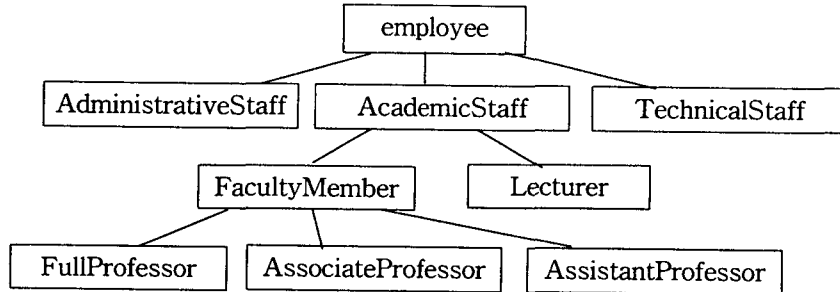 employee
AdministrativeStaff
AcademicStaff
TechnicalStaff
FacultyMember
Lecturer
FullProfessor
AssociateProfessor
AssistantProfessor